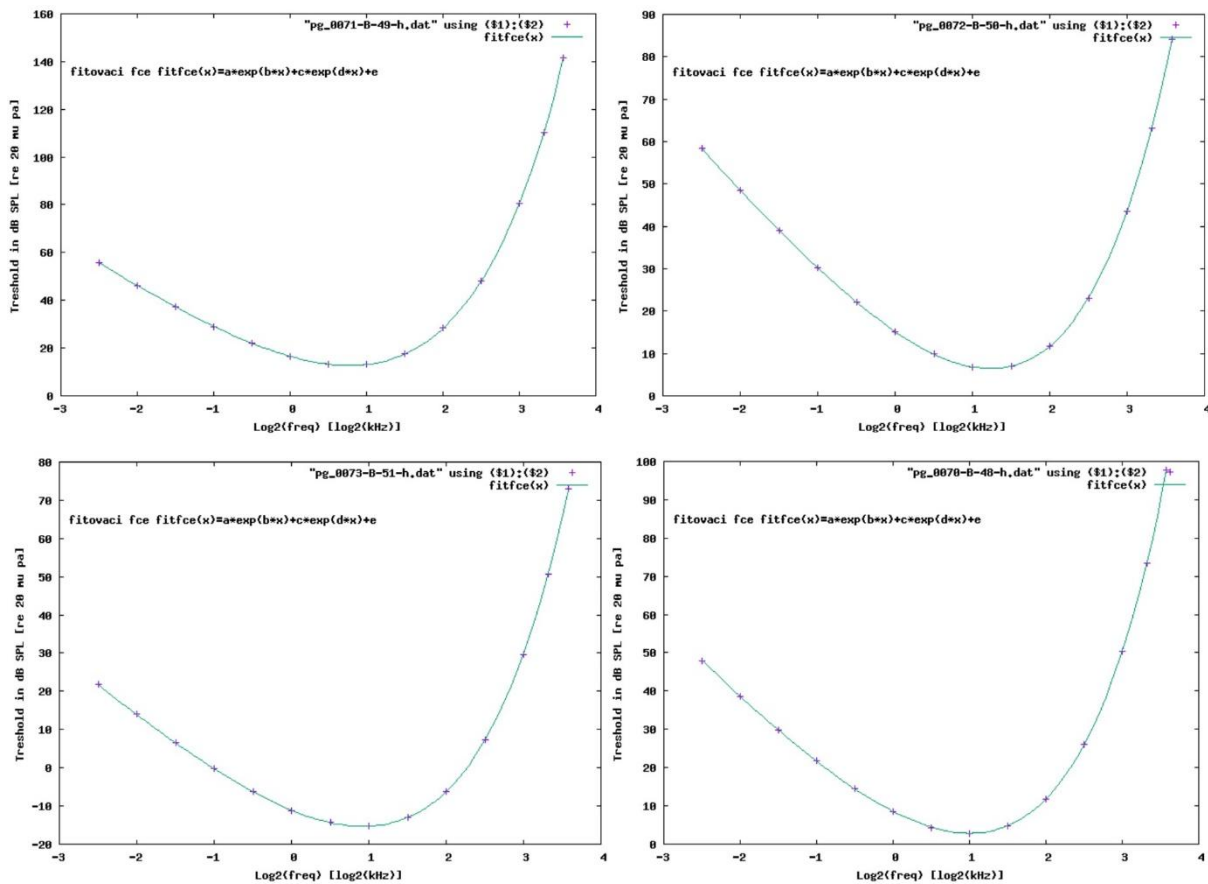 "pg_0071-B-49-h.dat" using ($1):($2)
fitfce(x)
fitovaci fce fitfce(x)=a*exp(b*x)+c*exp(d*x)+e
Treshold in dB SPL [re 20 mu pa]
160
140
120
100
80
60
40
20
0
-3 -2 -1 0 1 2 3 4
Log2(freq) [log2(kHz)]
"pg_0072-B-50-h.dat" using ($1):($2)
fitfce(x)
fitovaci fce fitfce(x)=a*exp(b*x)+c*exp(d*x)+e
Treshold in dB SPL [re 20 mu pa]
90
80
70
60
50
40
30
20
10
0
-3 -2 -1 0 1 2 3 4
Log2(freq) [log2(kHz)]
"pg_0073-B-51-h.dat" using ($1):($2)
fitfce(x)
fitovaci fce fitfce(x)=a*exp(b*x)+c*exp(d*x)+e
Treshold in dB SPL [re 20 mu pa]
80
70
60
50
40
30
20
10
0
-10
-20
-3 -2 -1 0 1 2 3 4
Log2(freq) [log2(kHz)]
"pg_0070-B-48-h.dat" using ($1):($2)
fitfce(x)
fitovaci fce fitfce(x)=a*exp(b*x)+c*exp(d*x)+e
Treshold in dB SPL [re 20 mu pa]
100
90
80
70
60
50
40
30
20
10
0
-3 -2 -1 0 1 2 3 4
Log2(freq) [log2(kHz)]